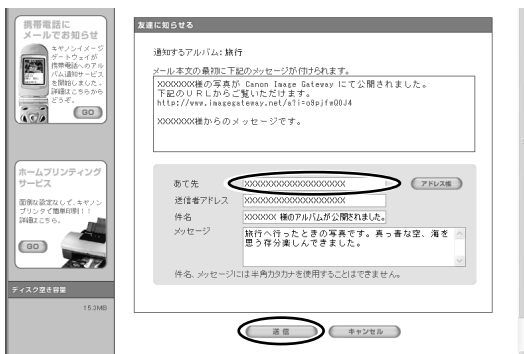 携帯電話に
メールでお知らせ
キヤノンイメージ
ゲートウェイが
携帯電話へのアル
バム通知サービス
を開始しました。
詳細はこちらから
どうぞ。
GO
ホームプリンティング
サービス
面倒な設定なしで、キヤノン
プリンタで簡単印刷！！
詳細はこちら。
GO
ディスク空き容量
15.3MB
友達に知らせる
通知するアルバム: 旅行
メール本文の最初に下記のメッセージが付けられます。
XXXXXXX様の写真が Canon Image Gateway にて公開されました。
下記のＵＲＬからご覧いただけます。
http://www.imagegateway.net/a?i=o8pjfwQ0J4
XXXXXXX様からのメッセージです。
あて先 XXXXXXXXXXXXXXXXXXX アドレス帳
送信者アドレス XXXXXXXXXXXXXXXXXXX
件名 XXXXXX 様のアルバムが公開されました。
メッセージ 旅行へ行ったときの写真です。真っ青な空、海を
思う存分楽しんできました。
件名、メッセージには半角カタカナを使用することはできません。
送信 キャンセル